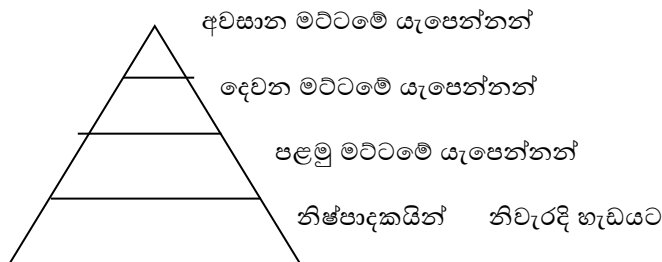 අවසාන මට්ටමේ යැපෙන්නන්
දෙවන මට්ටමේ යැපෙන්නන්
පළමු මට්ටමේ යැපෙන්නන්
නිෂ්පාදකයින් නිවැරදි හැඩයට